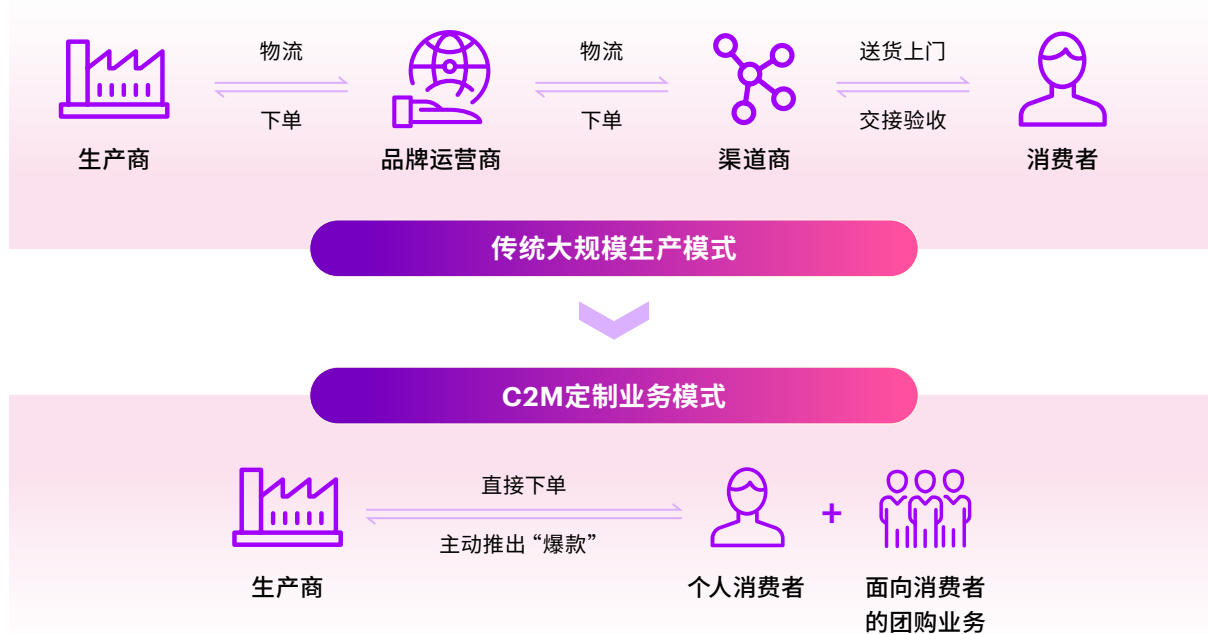 物流
物流
送货上门
下单
下单
交接验收
生产商
品牌运营商
渠道商
消费者
传统大规模生产模式
C2M定制业务模式
直接下单
+
主动推出“爆款”
生产商
个人消费者
面向消费者
的团购业务